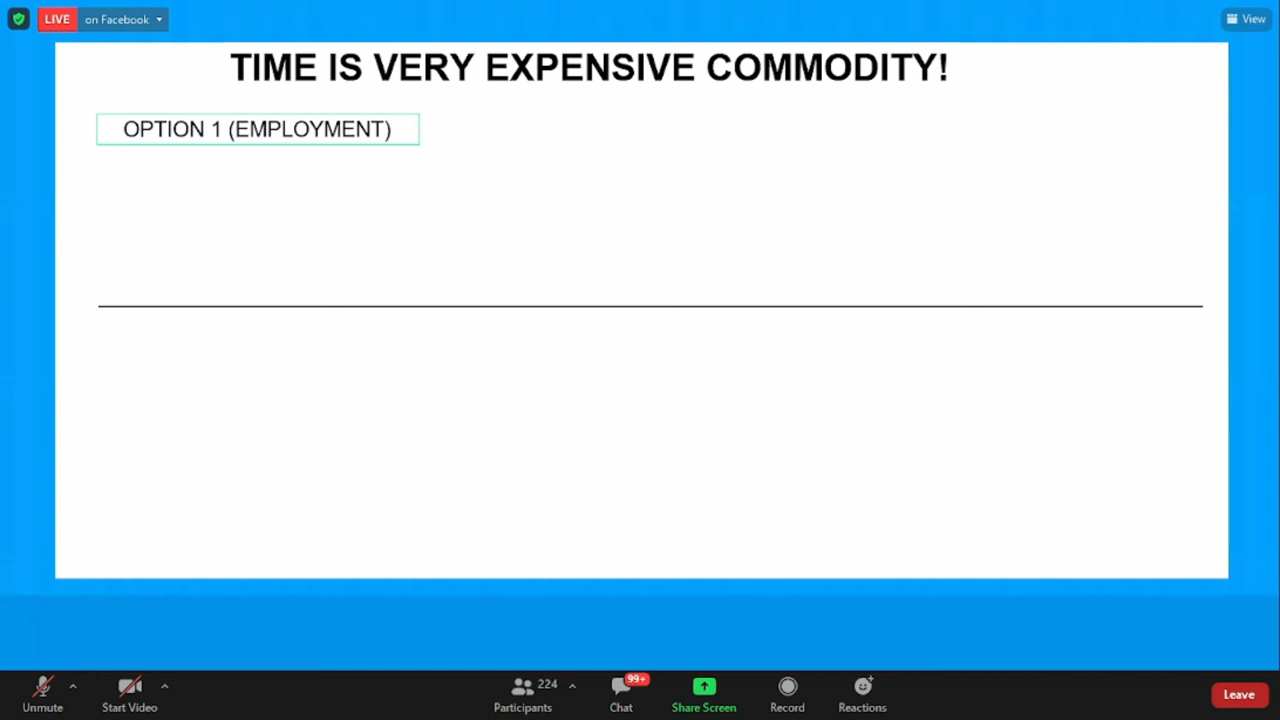 LIVE on Facebook
View
TIME IS VERY EXPENSIVE COMMODITY!
OPTION 1 (EMPLOYMENT)
224
99+
Unmute
Start Video
Participants
Chat
Share Screen
Record
Reactions
Leave